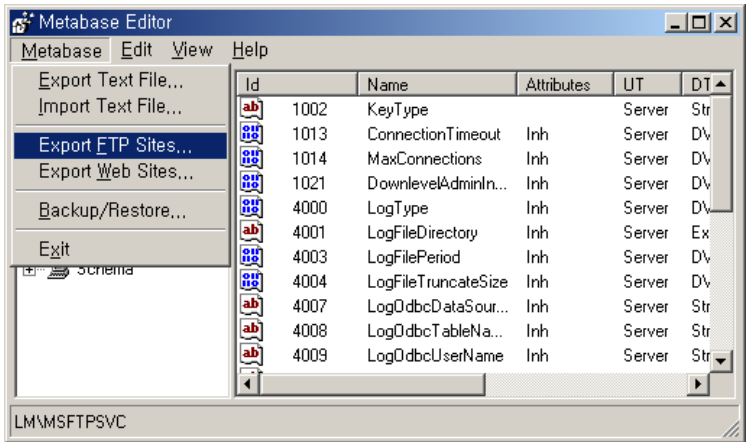 Metabase Editor
Metabase Edit View Help
Export Text File...
Import Text File...
Export FTP Sites...
Export Web Sites...
Backup/Restore...
Exit
Schema
Id Name Attributes UT DT
1002 KeyType Server Str
1013 ConnectionTimeout Inh Server DV
1014 MaxConnections Inh Server DV
1021 DownlevelAdminIn... Inh Server DV
4000 LogType Inh Server DV
4001 LogFileDirectory Inh Server Ex
4003 LogFilePeriod Inh Server DV
4004 LogFileTruncateSize Inh Server DV
4007 LogOdbcDataSour... Inh Server Str
4008 LogOdbcTableNa... Inh Server Str
4009 LogOdbcUserName Inh Server Str
LM\MSFTPSVC